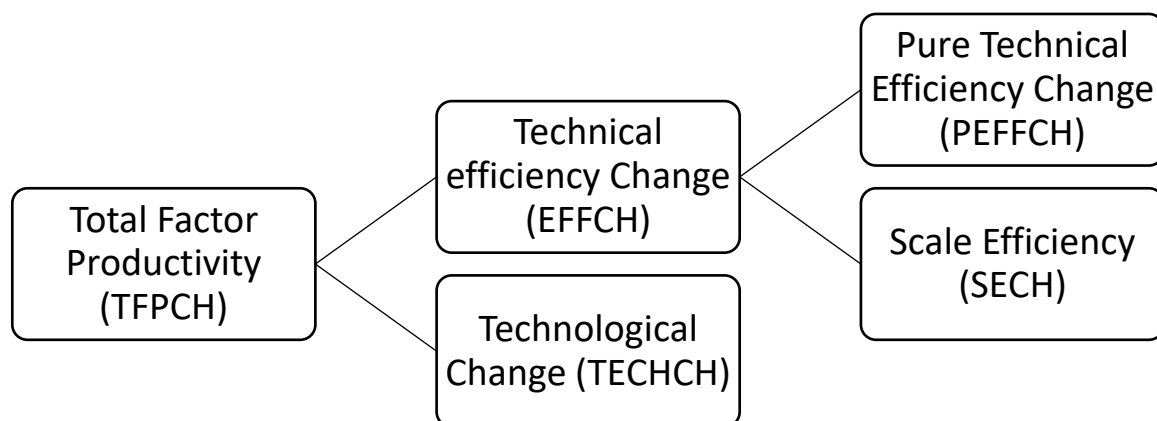 Total Factor
Productivity
(TFPCH)
Technical
efficiency Change
(EFFCH)
Technological
Change (TECHCH)
Pure Technical
Efficiency Change
(PEFFCH)
Scale Efficiency
(SECH)